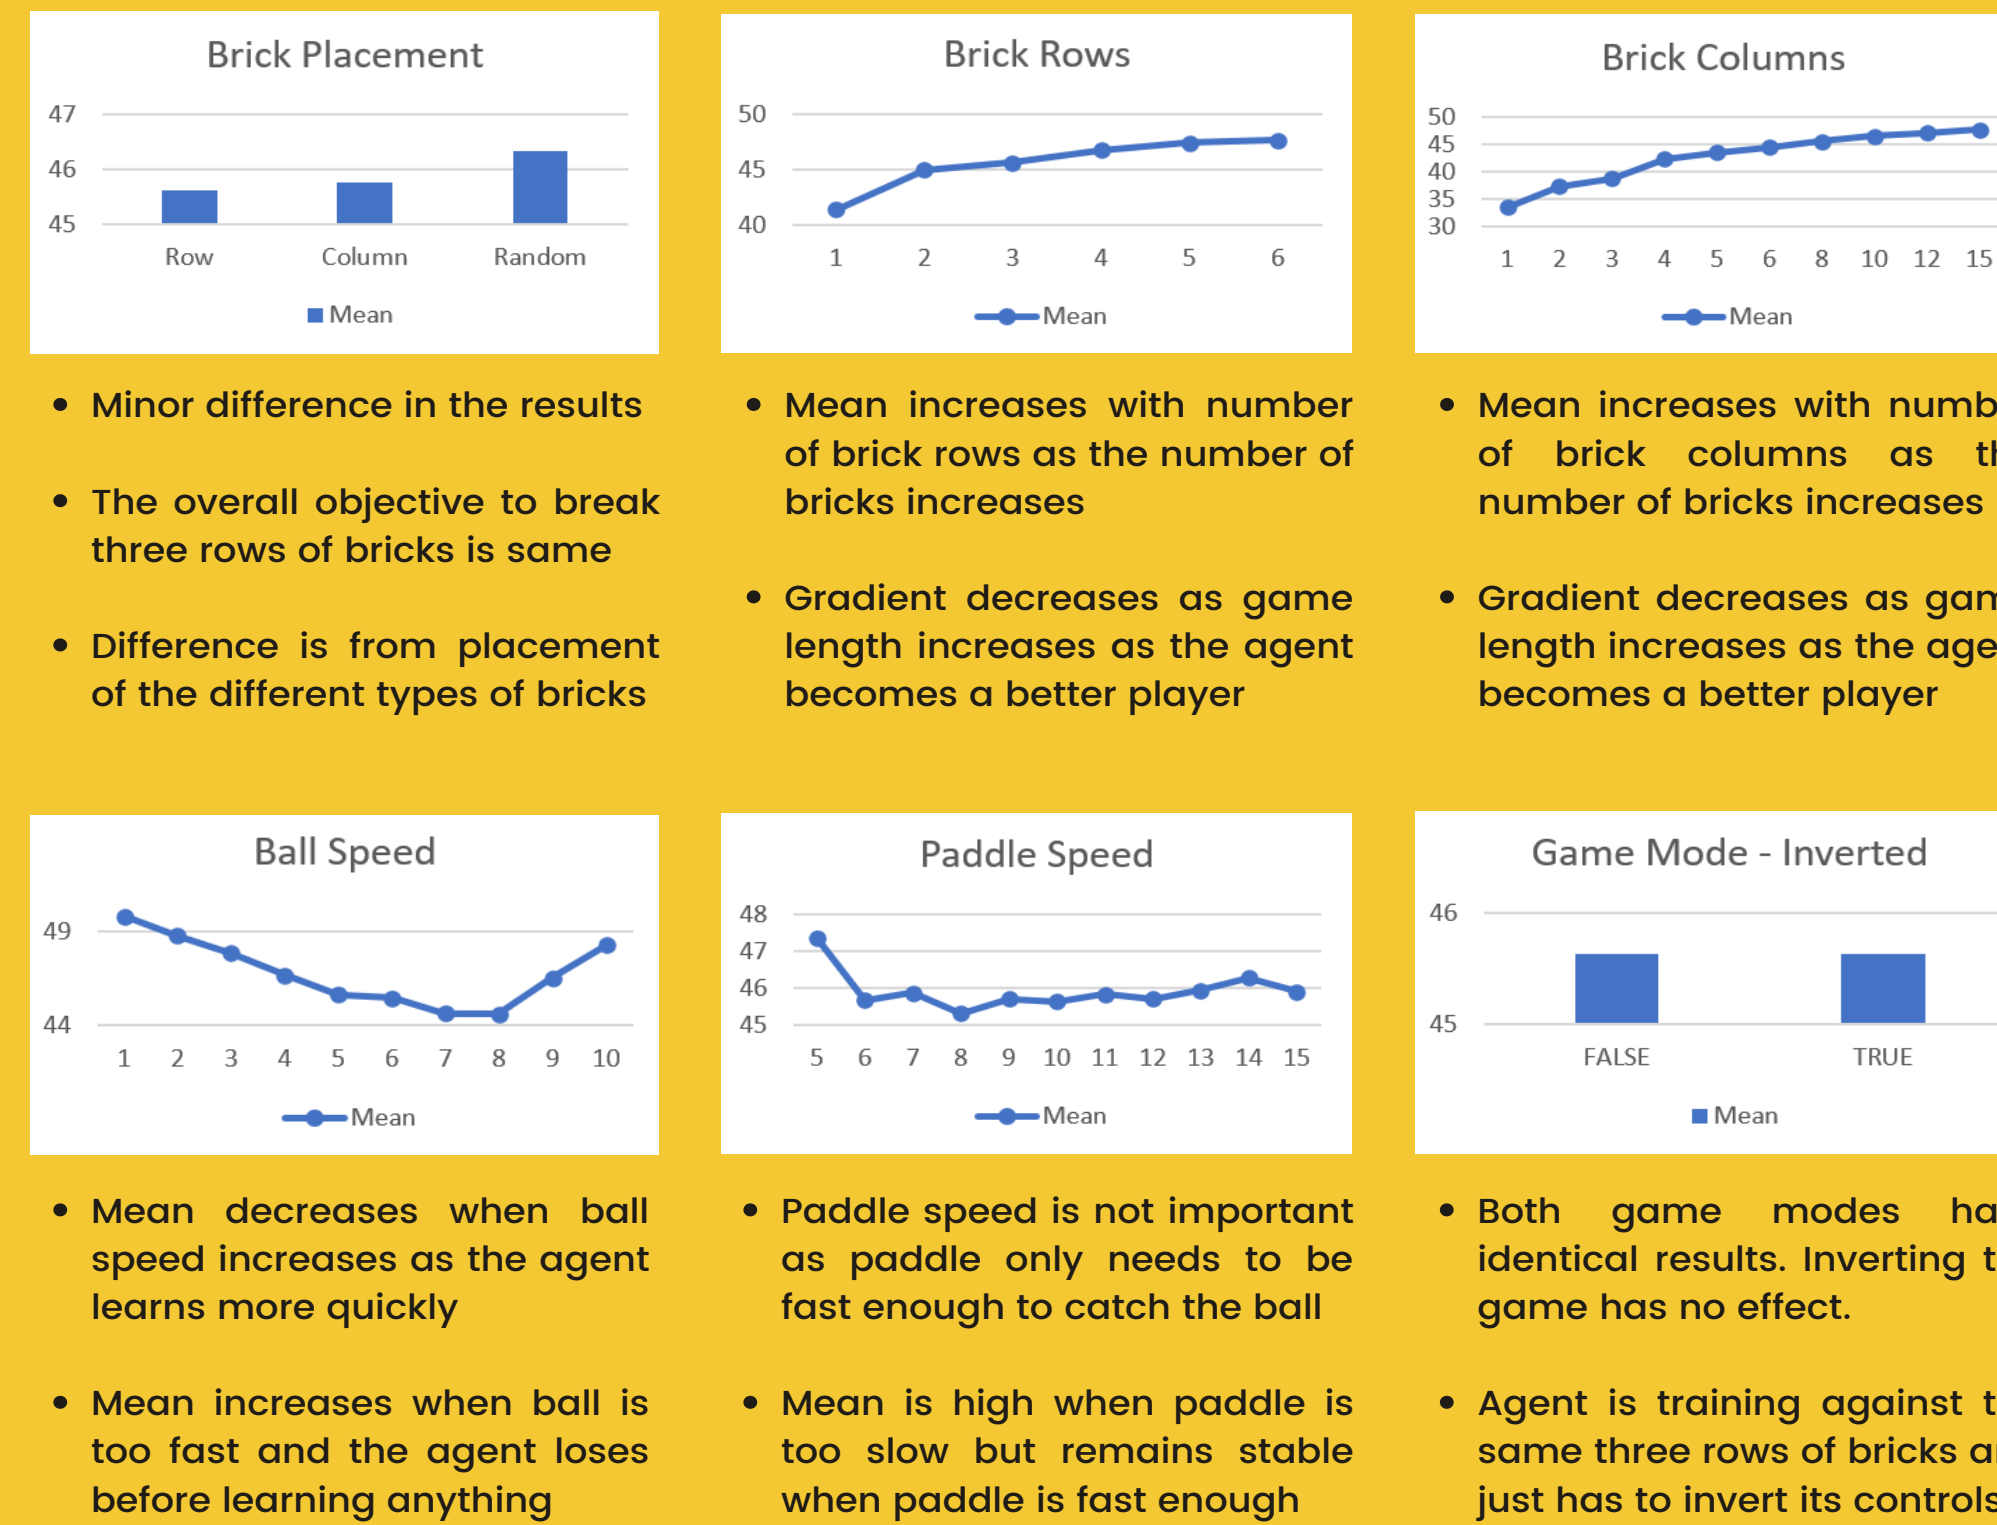 Brick Placement
47
46
45
Row Column Random
Mean
Minor difference in the results
The overall objective to break
three rows of bricks is same
Difference is from placement
of the different types of bricks
Brick Rows
50
45
40
1 2 3 4 5 6
Mean
Mean increases with number
of brick rows as the number of
bricks increases
Gradient decreases as game
length increases as the agent
becomes a better player
Brick Columns
50
45
40
35
30
1 2 3 4 5 6 8 10 12 15
Mean
Mean increases with numb
of brick columns as th
number of bricks increases
Gradient decreases as gam
length increases as the age
becomes a better player
Ball Speed
49
44
1 2 3 4 5 6 7 8 9 10
Mean
Mean decreases when ball
speed increases as the agent
learns more quickly
Mean increases when ball is
too fast and the agent loses
before learning anything
Paddle Speed
48
47
46
45
5 6 7 8 9 10 11 12 13 14 15
Mean
Paddle speed is not important
as paddle only needs to be
fast enough to catch the ball
Mean is high when paddle is
too slow but remains stable
when paddle is fast enough
Game Mode - Inverted
46
45
FALSE TRUE
Mean
Both game modes ha
identical results. Inverting t
game has no effect.
Agent is training against t
same three rows of bricks a
just has to invert its controls